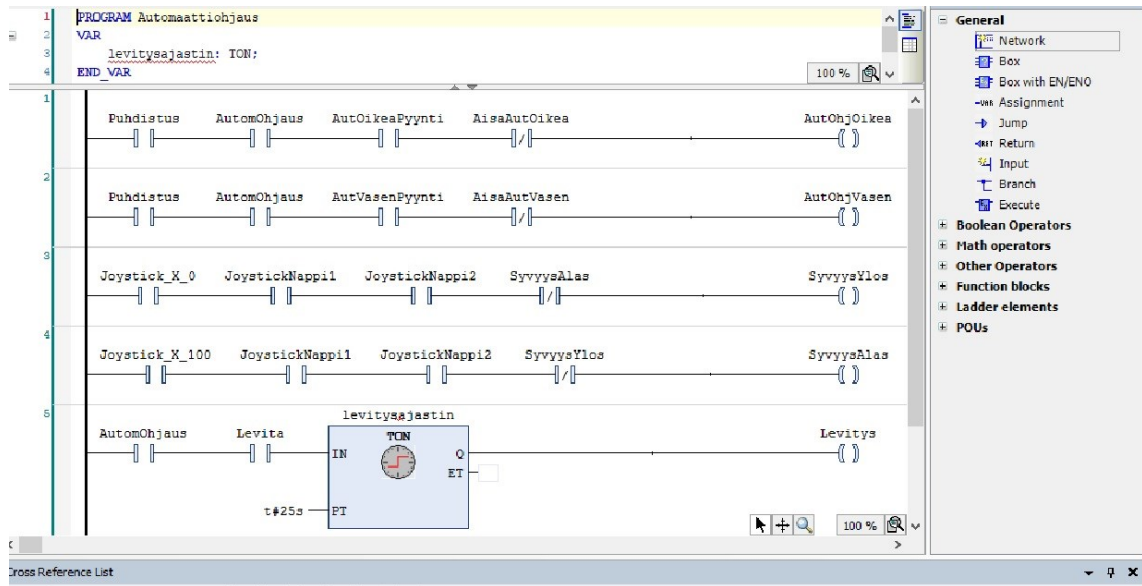 1 PROGRAM Automaattiohjaus
2 VAR
3 levitysajastin: TON;
4 END_VAR
100 %
1
Puhdistus AutomOhjaus AutOikeaPyynti AisaAutOikea AutOhjOikea
2
Puhdistus AutomOhjaus AutVasenPyynti AisaAutVasen AutOhjVasen
3
Joystick_X_0 JoystickNappi1 JoystickNappi2 SyvyysAlas SyvyysYlos
4
Joystick_X_100 JoystickNappi1 JoystickNappi2 SyvyysYlos SyvyysAlas
5
levitysajastin
AutomOhjaus Levita TON Levitys
IN Q
ET
t#25s PT
100 %
General
Network
Box
Box with EN/ENO
Assignment
Jump
Return
Input
Branch
Execute
Boolean Operators
Math operators
Other Operators
Function blocks
Ladder elements
POUs
Cross Reference List